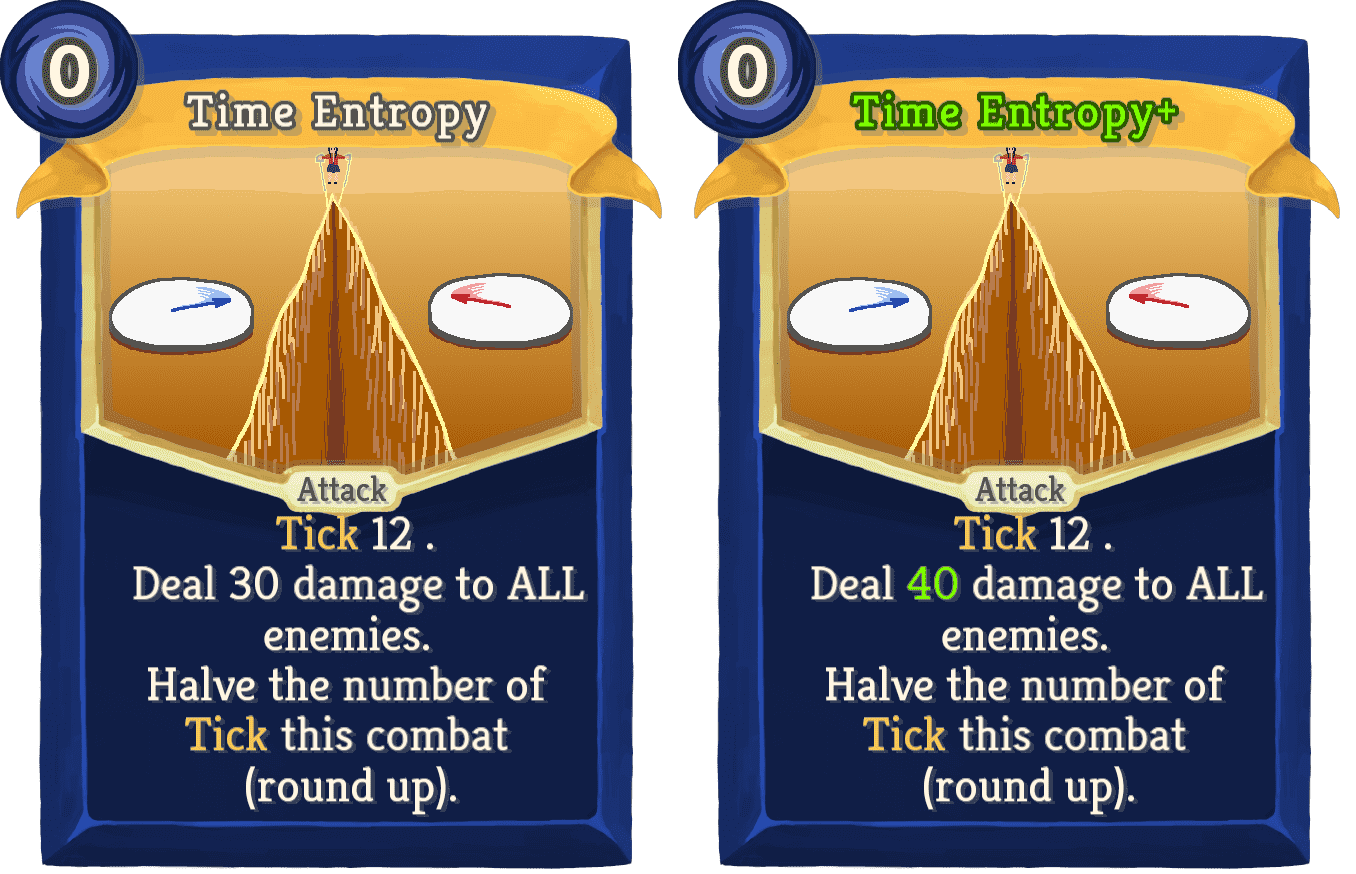 0
Time Entropy
Attack
Tick 12 .
Deal 30 damage to ALL
enemies.
Halve the number of
Tick this combat
(round up).
0
Time Entropy+
Attack
Tick 12 .
Deal 40 damage to ALL
enemies.
Halve the number of
Tick this combat
(round up).